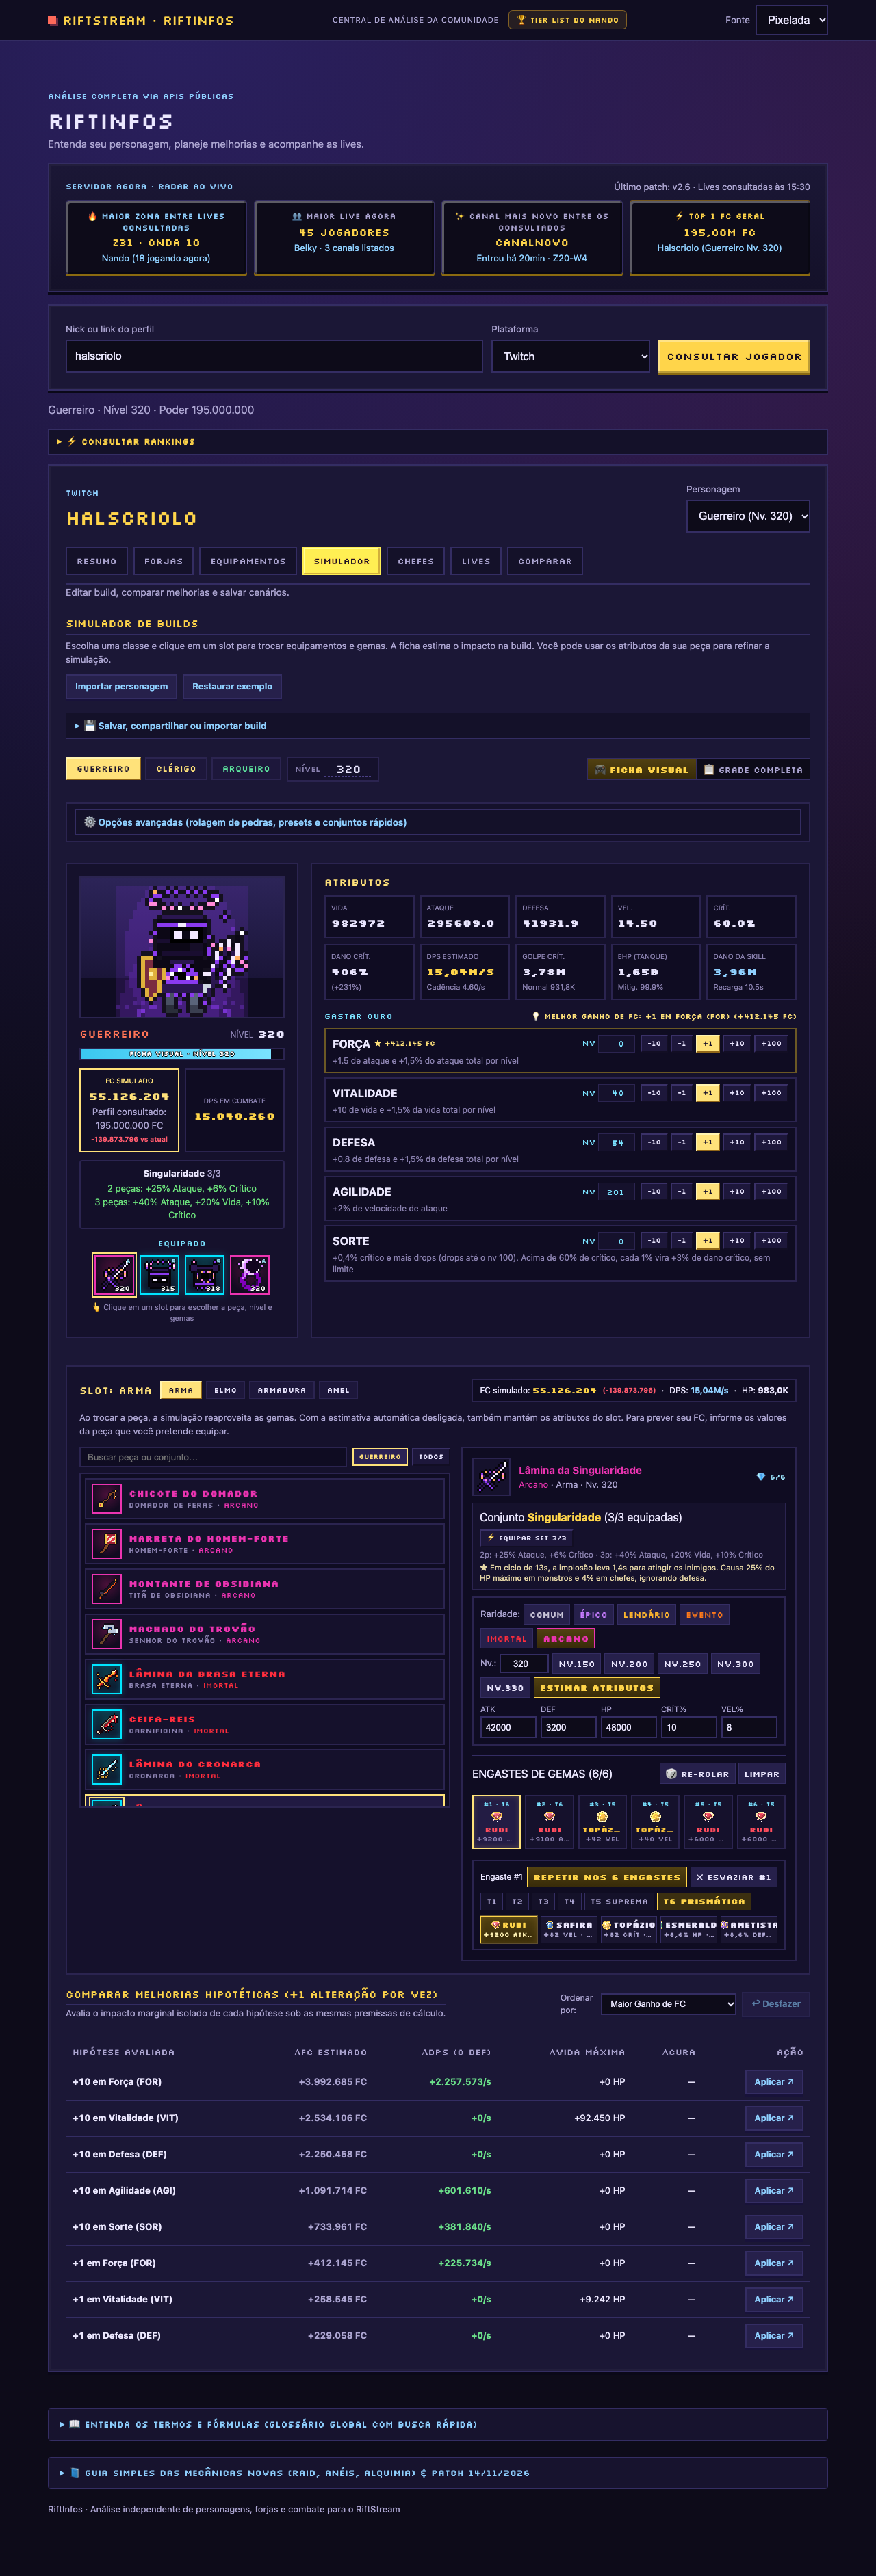 RIFTSTREAM · RIFTINFOS
CENTRAL DE ANÁLISE DA COMUNIDADE
🏆 TIER LIST DO NANDO
Fonte
Pixelada
ANÁLISE COMPLETA VIA APIS PÚBLICAS
RIFTINFOS
Entenda seu personagem, planeje melhorias e acompanhe as lives.
SERVIDOR AGORA · RADAR AO VIVO
Último patch: v2.6 · Lives consultadas às 15:30
🔥 MAIOR ZONA ENTRE LIVES
CONSULTADAS
Z31 · ONDA 10
Nando (18 jogando agora)
👥 MAIOR LIVE AGORA
45 JOGADORES
Belky · 3 canais listados
✨ CANAL MAIS NOVO ENTRE OS
CONSULTADOS
CANALNOVO
Entrou há 20min · Z20-W4
⚡ TOP 1 FC GERAL
195,00M FC
Halscriolo (Guerreiro Nv. 320)
Nick ou link do perfil
halscriolo
Plataforma
Twitch
CONSULTAR JOGADOR
Guerreiro · Nível 320 · Poder 195.000.000
▶ ⚡ CONSULTAR RANKINGS
TWITCH
HALSCRIOLO
Personagem
Guerreiro (Nv. 320)
RESUMO
FORJAS
EQUIPAMENTOS
SIMULADOR
CHEFES
LIVES
COMPARAR
Editar build, comparar melhorias e salvar cenários.
SIMULADOR DE BUILDS
Escolha uma classe e clique em um slot para trocar equipamentos e gemas. A ficha estima o impacto na build. Você pode usar os atributos da sua peça para refinar a
simulação.
Importar personagem
Restaurar exemplo
▶ 💾 Salvar, compartilhar ou importar build
GUERREIRO
CLÉRIGO
ARQUEIRO
NÍVEL 320
🎮 FICHA VISUAL
📋 GRADE COMPLETA
⚙️ Opções avançadas (rolagem de pedras, presets e conjuntos rápidos)
GUERREIRO
NÍVEL 320
FICHA VISUAL · NÍVEL 320
FC SIMULADO
55.126.204
Perfil consultado:
195.000.000 FC
-139.873.796 vs atual
DPS EM COMBATE
15.040.260
Singularidade 3/3
2 peças: +25% Ataque, +6% Crítico
3 peças: +40% Ataque, +20% Vida, +10%
Crítico
EQUIPADO
320
315
318
320
👆 Clique em um slot para escolher a peça, nível e
gemas
ATRIBUTOS
VIDA
982972
ATAQUE
295609.0
DEFESA
41931.9
VEL.
14.50
CRÍT.
60.0%
DANO CRÍT.
406%
(+231%)
DPS ESTIMADO
15,04M/S
Cadência 4.60/s
GOLPE CRÍT.
3,78M
Normal 931,8K
EHP (TANQUE)
1,65B
Mitig. 99.9%
DANO DA SKILL
3,96M
Recarga 10.5s
GASTAR OURO
💡 MELHOR GANHO DE FC: +1 EM FORÇA (FOR) (+412.145 FC)
FORÇA ★ +412.145 FC
+1.5 de ataque e +1,5% do ataque total por nível
NV 0 -10 -1 +1 +10 +100
VITALIDADE
+10 de vida e +1,5% da vida total por nível
NV 40 -10 -1 +1 +10 +100
DEFESA
+0.8 de defesa e +1,5% da defesa total por nível
NV 54 -10 -1 +1 +10 +100
AGILIDADE
+2% de velocidade de ataque
NV 201 -10 -1 +1 +10 +100
SORTE
+0,4% crítico e mais drops (drops até o nv 100). Acima de 60% de crítico, cada 1% vira +3% de dano crítico, sem
limite
NV 0 -10 -1 +1 +10 +100
SLOT: ARMA
ARMA
ELMO
ARMADURA
ANEL
FC simulado: 55.126.204 (-139.873.796) · DPS: 15,04M/s · HP: 983,0K
Ao trocar a peça, a simulação reaproveita as gemas. Com a estimativa automática desligada, também mantém os atributos do slot. Para prever seu FC, informe os valores
da peça que você pretende equipar.
Buscar peça ou conjunto...
GUERREIRO
TODOS
CHICOTE DO DOMADOR
DOMADOR DE FERAS · ARCANO
MARRETA DO HOMEM-FORTE
HOMEM-FORTE · ARCANO
MONTANTE DE OBSIDIANA
TITÃ DE OBSIDIANA · ARCANO
MACHADO DO TROVÃO
SENHOR DO TROVÃO · ARCANO
LÂMINA DA BRASA ETERNA
BRASA ETERNA · IMORTAL
CEIFA-REIS
CARNIFICINA · IMORTAL
LÂMINA DO CRONARCA
CRONARCA · IMORTAL
Lâmina da Singularidade
Arcano · Arma · Nv. 320
💎 6/6
Conjunto Singularidade (3/3 equipadas)
⚡ EQUIPAR SET 3/3
2p: +25% Ataque, +6% Crítico · 3p: +40% Ataque, +20% Vida, +10% Crítico
★ Em ciclo de 13s, a implosão leva 1,4s para atingir os inimigos. Causa 25% do
HP máximo em monstros e 4% em chefes, ignorando defesa.
Raridade: COMUM ÉPICO LENDÁRIO EVENTO
IMORTAL ARCANO
Nv.: 320 NV.150 NV.200 NV.250 NV.300
NV.330 ESTIMAR ATRIBUTOS
ATK DEF HP CRÍT% VEL%
42000 3200 48000 10 8
ENGASTES DE GEMAS (6/6)
🎲 RE-ROLAR
LIMPAR
#1 · T6
RUBI
+9200 ...
#2 · T6
RUBI
+9100 A...
#3 · T5
TOPÁZ...
+42 VEL
#4 · T5
TOPÁZ...
+40 VEL
#5 · T5
RUBI
+6000 ...
#6 · T5
RUBI
+6000 ...
Engaste #1 REPETIR NOS 6 ENGASTES ✕ ESVAZIAR #1
T1 T2 T3 T4 T5 SUPREMA T6 PRISMÁTICA
RUBI
+9200 ATK...
SAFIRA
+82 VEL · ...
TOPÁZIO
+82 CRÍT ·...
ESMERALD
+8,6% HP ·...
AMETISTA
+8,6% DEF...
COMPARAR MELHORIAS HIPOTÉTICAS (+1 ALTERAÇÃO POR VEZ)
Avalia o impacto marginal isolado de cada hipótese sob as mesmas premissas de cálculo.
Ordenar
por:
Maior Ganho de FC
↩ Desfazer
HIPÓTESE AVALIADA ΔFC ESTIMADO ΔDPS (0 DEF) ΔVIDA MÁXIMA ΔCURA AÇÃO
+10 em Força (FOR) +3.992.685 FC +2.257.573/s +0 HP — Aplicar ↗
+10 em Vitalidade (VIT) +2.534.106 FC +0/s +92.450 HP — Aplicar ↗
+10 em Defesa (DEF) +2.250.458 FC +0/s +0 HP — Aplicar ↗
+10 em Agilidade (AGI) +1.091.714 FC +601.610/s +0 HP — Aplicar ↗
+10 em Sorte (SOR) +733.961 FC +381.840/s +0 HP — Aplicar ↗
+1 em Força (FOR) +412.145 FC +225.734/s +0 HP — Aplicar ↗
+1 em Vitalidade (VIT) +258.545 FC +0/s +9.242 HP — Aplicar ↗
+1 em Defesa (DEF) +229.058 FC +0/s +0 HP — Aplicar ↗
▶ 📖 ENTENDA OS TERMOS E FÓRMULAS (GLOSSÁRIO GLOBAL COM BUSCA RÁPIDA)
▶ 📘 GUIA SIMPLES DAS MECÂNICAS NOVAS (RAID, ANÉIS, ALQUIMIA) & PATCH 14/11/2026
RiftInfos · Análise independente de personagens, forjas e combate para o RiftStream